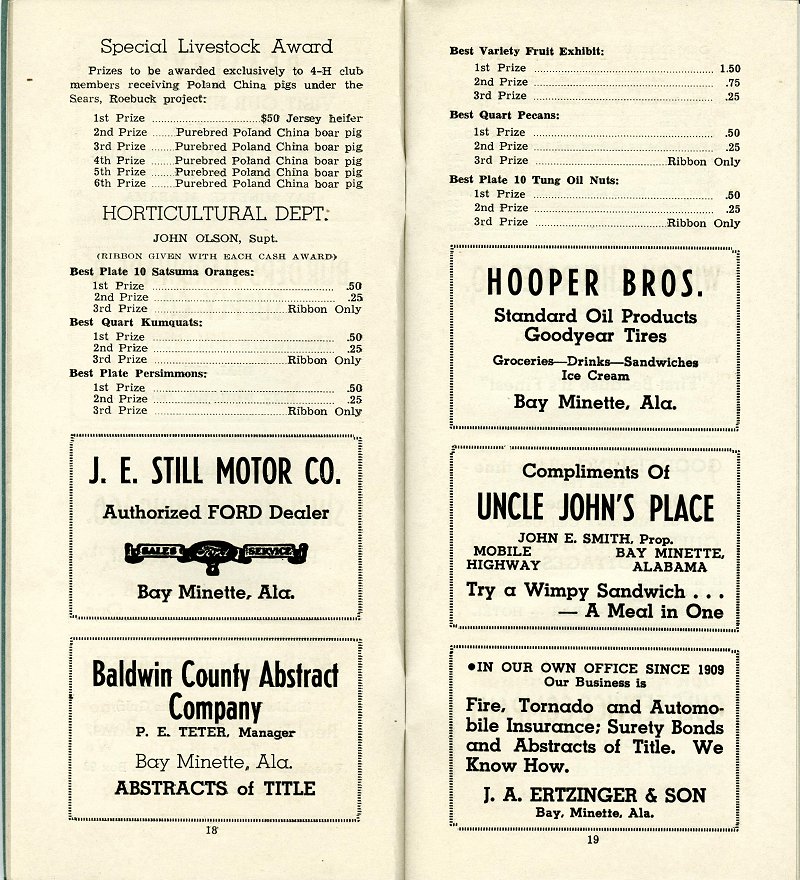 Special Livestock Award
Prizes to be awarded exclusively to 4-H club
members receiving Poland China pigs under the
Sears, Roebuck project:
1st Prize ..............................$50 Jersey heifer
2nd Prize .......Purebred Poland China boar pig
3rd Prize .......Purebred Poland China boar pig
4th Prize .......Purebred Poland China boar pig
5th Prize .......Purebred Poland China boar pig
6th Prize .......Purebred Poland China boar pig
HORTICULTURAL DEPT.
JOHN OLSON, Supt.
(RIBBON GIVEN WITH EACH CASH AWARD)
Best Plate 10 Satsuma Oranges:
1st Prize .................................................. .50
2nd Prize .................................................. .25
3rd Prize ....................................Ribbon Only
Best Quart Kumquats:
1st Prize .................................................. .50
2nd Prize .................................................. .25
3rd Prize ....................................Ribbon Only
Best Plate Persimmons:
1st Prize .................................................. .50
2nd Prize .................................................. .25
3rd Prize ....................................Ribbon Only
J. E. STILL MOTOR CO.
Authorized FORD Dealer
SALES Ford SERVICE
Bay Minette, Ala.
Baldwin County Abstract
Company
P. E. TETER, Manager
Bay Minette, Ala.
ABSTRACTS of TITLE
18
Best Variety Fruit Exhibit:
1st Prize .................................................. 1.50
2nd Prize .................................................. .75
3rd Prize .................................................. .25
Best Quart Pecans:
1st Prize .................................................. .50
2nd Prize .................................................. .25
3rd Prize ....................................Ribbon Only
Best Plate 10 Tung Oil Nuts:
1st Prize .................................................. .50
2nd Prize .................................................. .25
3rd Prize ....................................Ribbon Only
HOOPER BROS.
Standard Oil Products
Goodyear Tires
Groceries—Drinks—Sandwiches
Ice Cream
Bay Minette, Ala.
Compliments Of
UNCLE JOHN'S PLACE
JOHN E. SMITH, Prop.
MOBILE BAY MINETTE,
HIGHWAY ALABAMA
Try a Wimpy Sandwich . . .
— A Meal in One
•IN OUR OWN OFFICE SINCE 1909
Our Business is
Fire, Tornado and Automo-
bile Insurance; Surety Bonds
and Abstracts of Title. We
Know How.
J. A. ERTZINGER & SON
Bay, Minette, Ala.
19